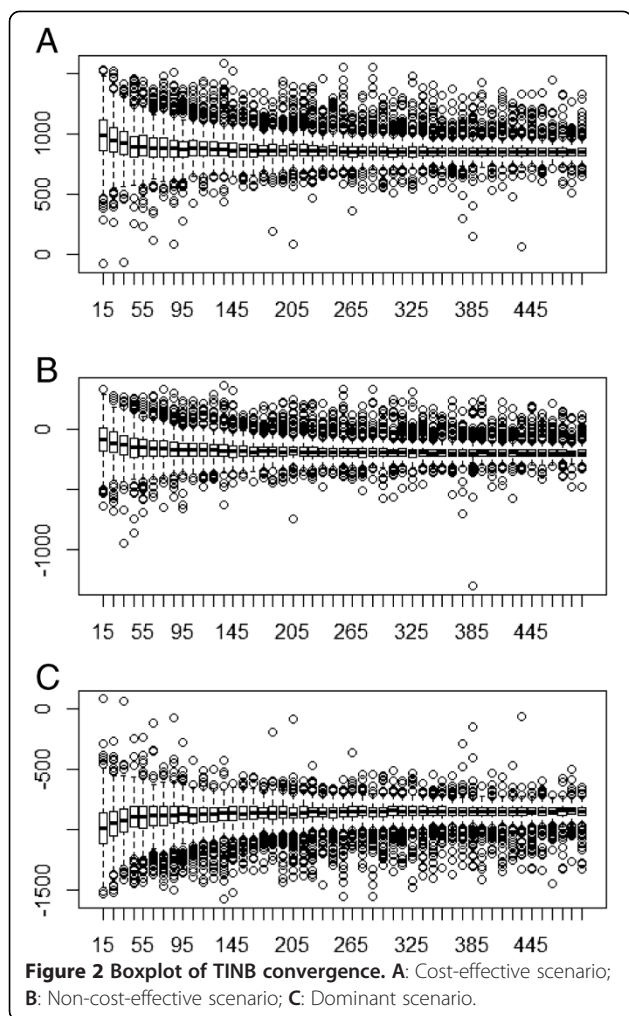 A
1000
500
0
15 55 95 145 205 265 325 385 445
B
0
-1000
15 55 95 145 205 265 325 385 445
C
0
-500
-1500
15 55 95 145 205 265 325 385 445
Figure 2 Boxplot of TINB convergence. A: Cost-effective scenario;
B: Non-cost-effective scenario; C: Dominant scenario.